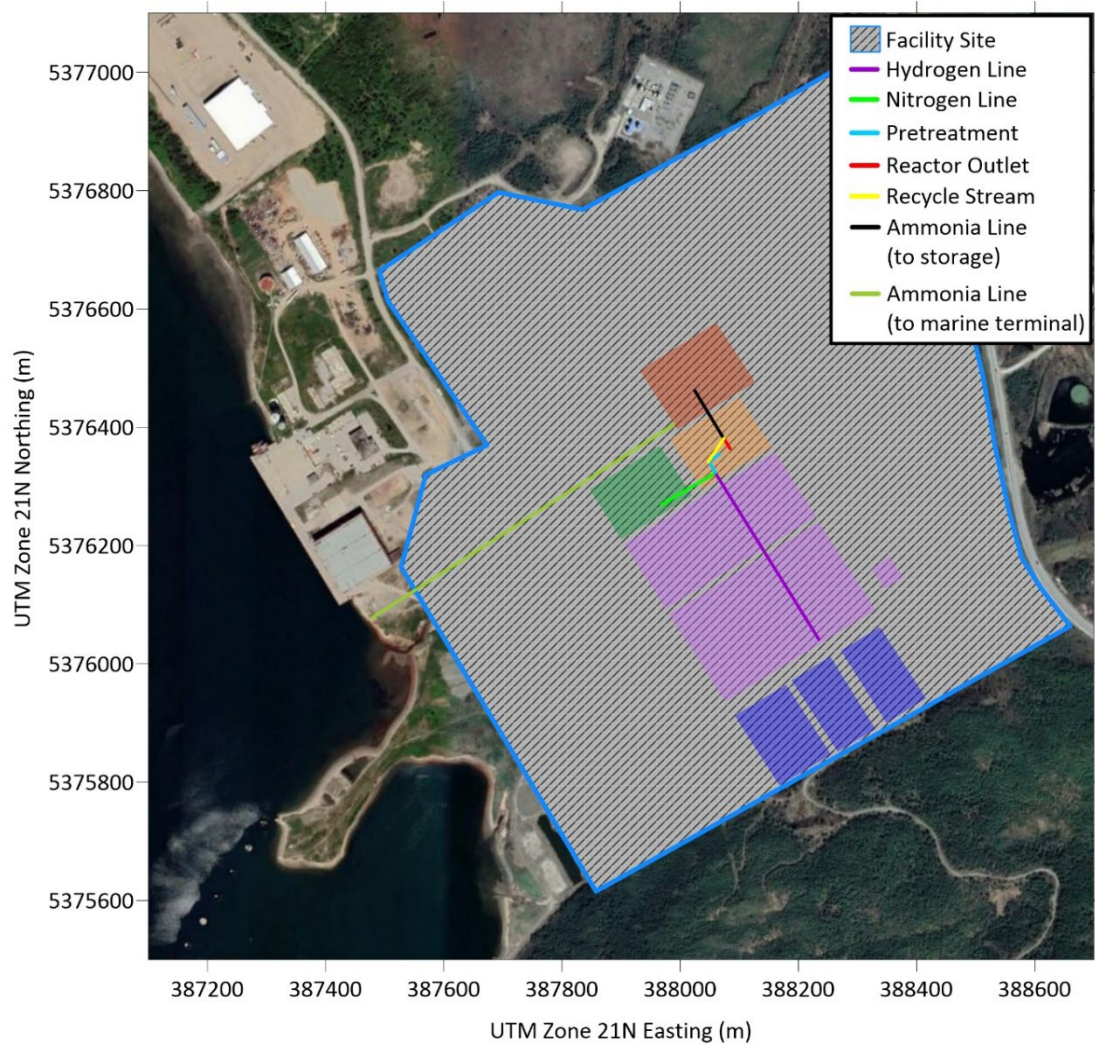 Facility Site
Hydrogen Line
Nitrogen Line
Pretreatment
Reactor Outlet
Recycle Stream
Ammonia Line
(to storage)
Ammonia Line
(to marine terminal)
UTM Zone 21N Northing (m)
5377000
5376800
5376600
5376400
5376200
5376000
5375800
5375600
387200 387400 387600 387800 388000 388200 388400 388600
UTM Zone 21N Easting (m)